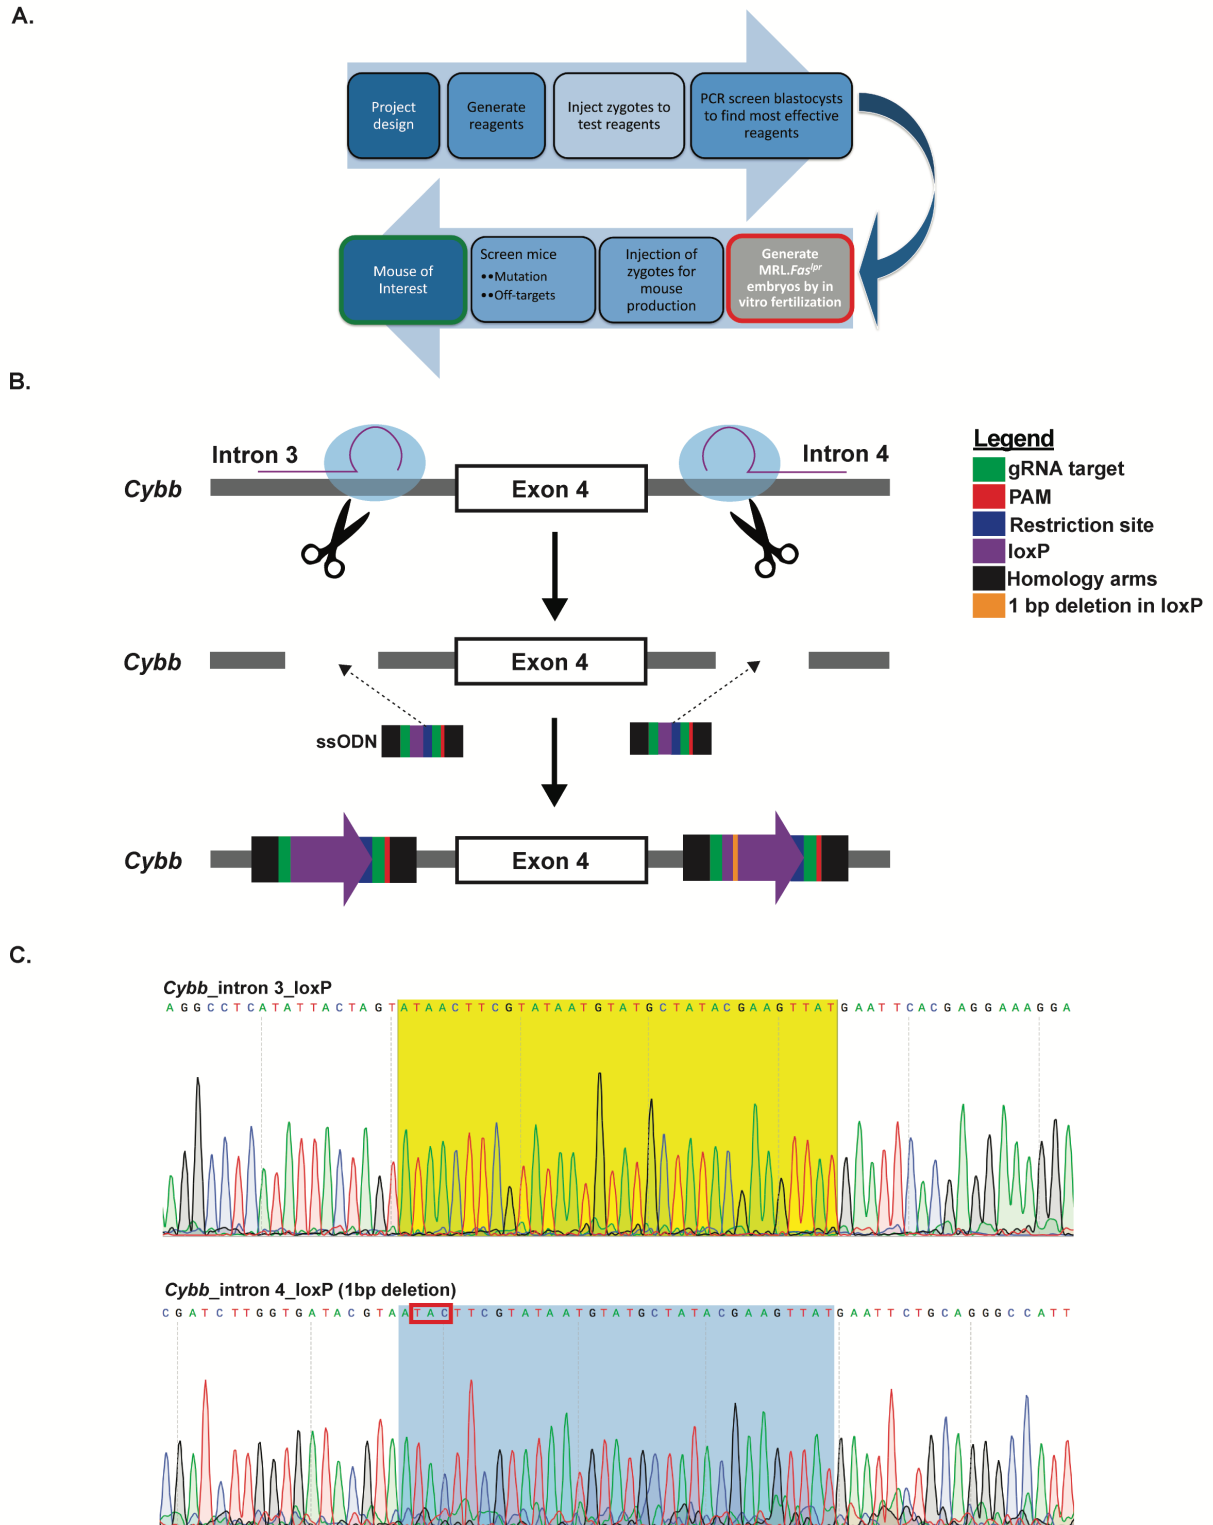 A.
Project
design
Generate
reagents
Inject zygotes to
test reagents
PCR screen blastocysts
to find most effective
reagents
Mouse of
Interest
Screen mice
••Mutation
••Off-targets
Injection of
zygotes for
mouse
production
Generate
MRL.Faslpr
embryos by in
vitro fertilization
B.
Intron 3
Intron 4
Cybb
Exon 4
Legend
gRNA target
PAM
Restriction site
loxP
Homology arms
1 bp deletion in loxP
Cybb
Exon 4
ssODN
Cybb
Exon 4
C.
Cybb_intron 3_loxP
A G G C C T C A T A T T A C T A G T A T A A C T T C G T A T A A T G T A T G C T A T A C G A A G T T A T G A A T T C A C G A G G A A A G G A
Cybb_intron 4_loxP (1bp deletion)
C G A T C T T G G T G A T A C G T A A T A C T T C G T A T A A T G T A T G C T A T A C G A A G T T A T G A A T T C T G C A G G G C C A T T